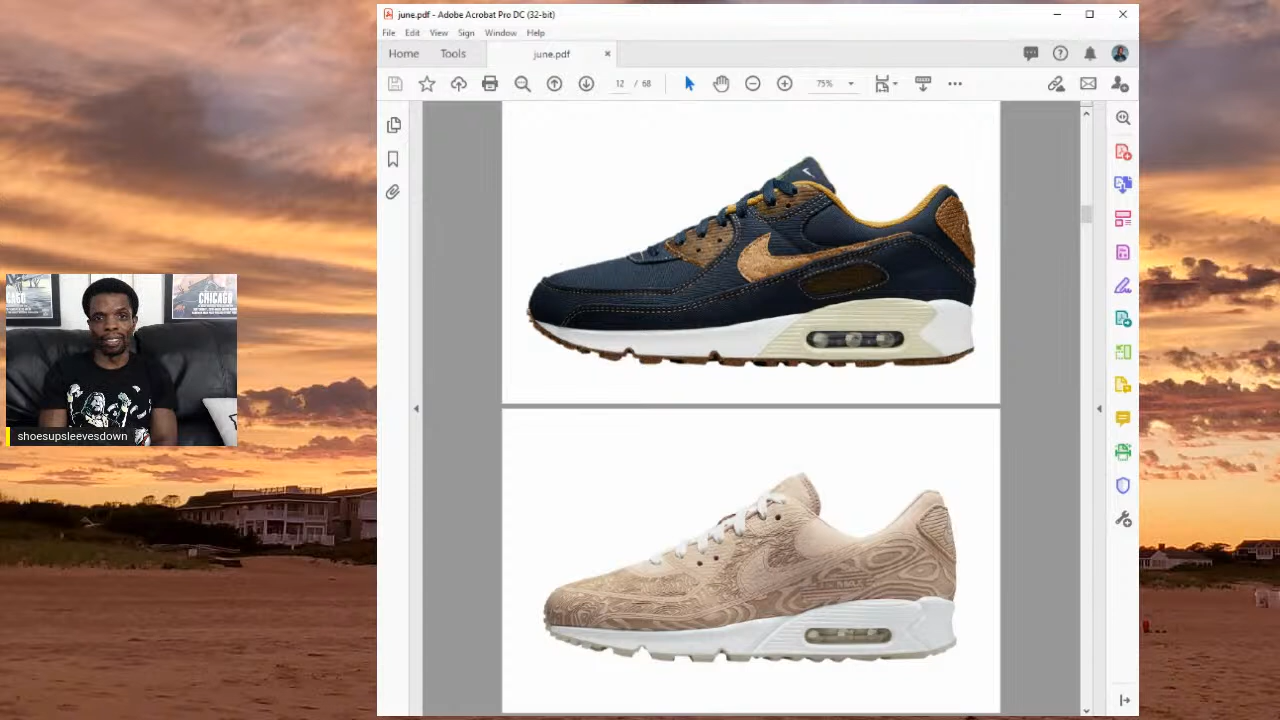 june.pdf - Adobe Acrobat Pro DC (32-bit)
File Edit View Sign Window Help
Home Tools june.pdf
12 / 68 75%
CHICAGO
shoesupsleevesdown